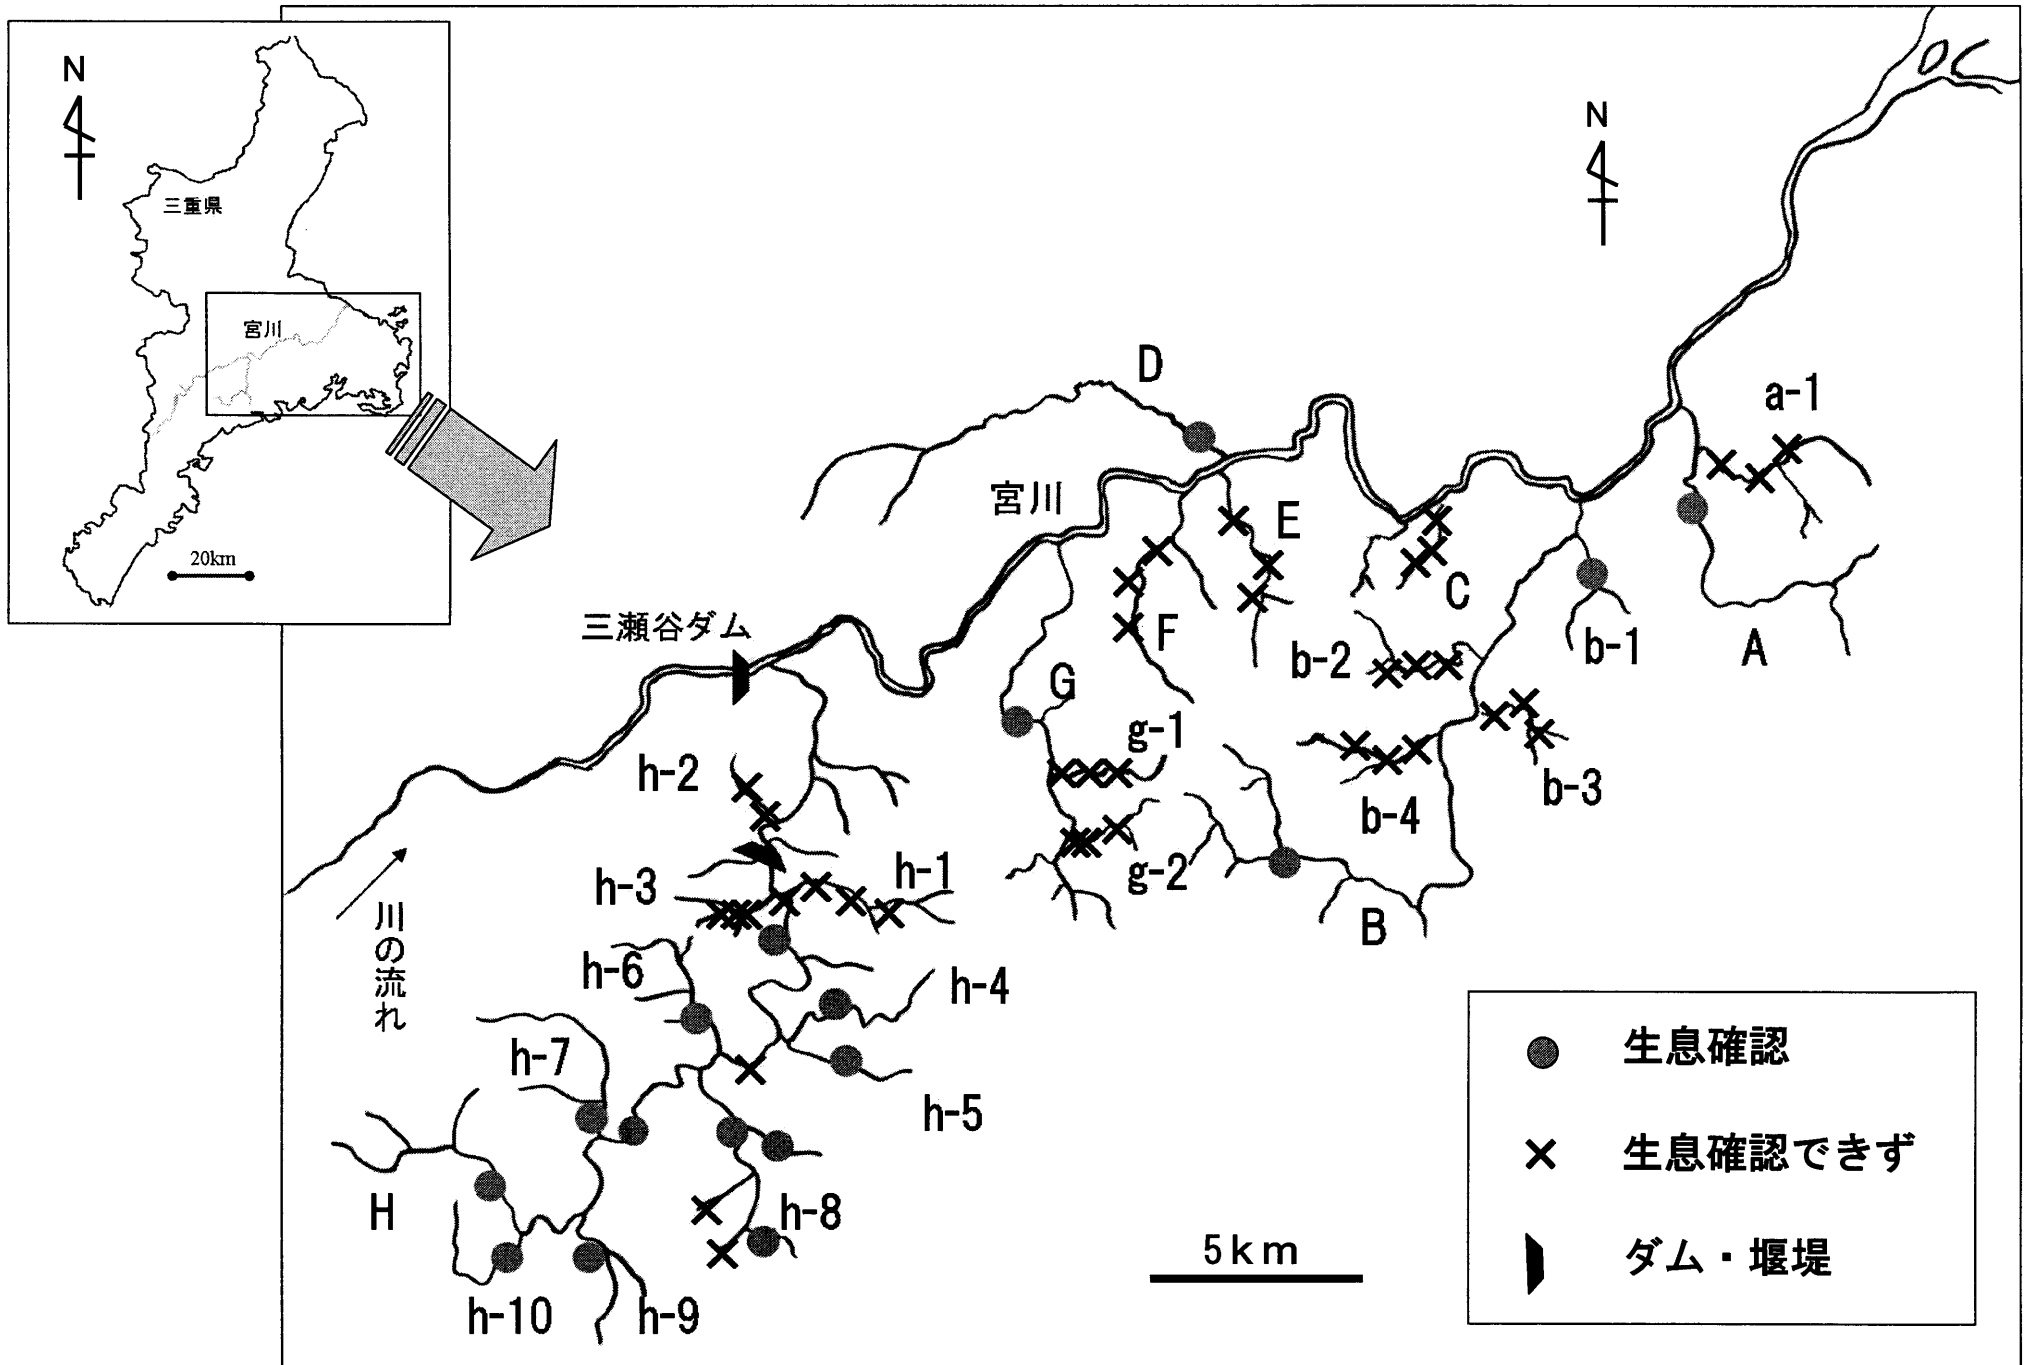 N
三重県
宮川
20km
N
D
a-1
宮川
E
C
三瀬谷ダム
F
b-2
b-1
A
G
g-1
h-2
b-3
b-4
g-2
h-3
h-1
B
川の流れ
h-6
h-4
h-7
h-5
H
h-8
h-10
h-9
5km
生息確認
生息確認できず
ダム・堰堤